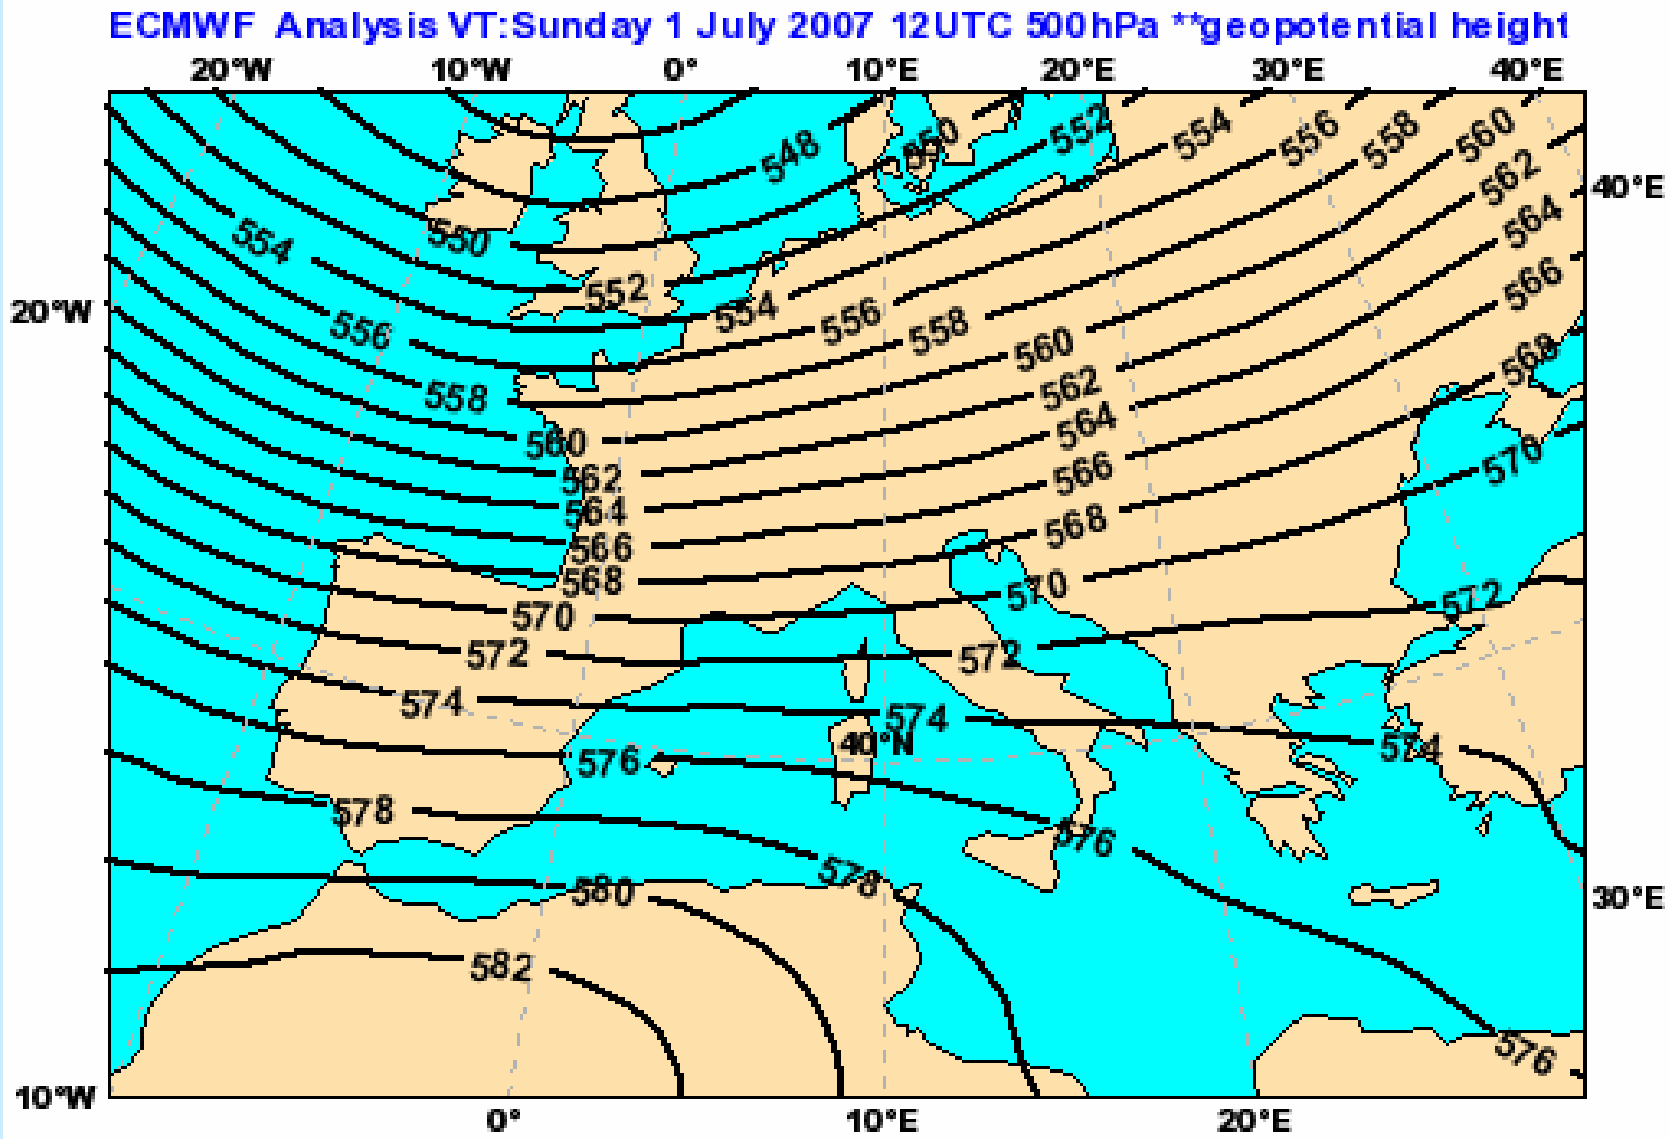 ECMWF Analysis VT:Sunday 1 July 2007 12UTC 500hPa **geopotential height
20°W 10°W 0° 10°E 20°E 30°E 40°E
548 550 552 554 556 558 560
562
40°E
554 550 564
552 566
20°W
556 554 556 558 560 568
558 562
560 564
562 566 570
564 568
566
568 570 572
570
572 572
574 574
576 40°N 574
578 576
580 578
30°E
582
576
10°W
0° 10°E 20°E